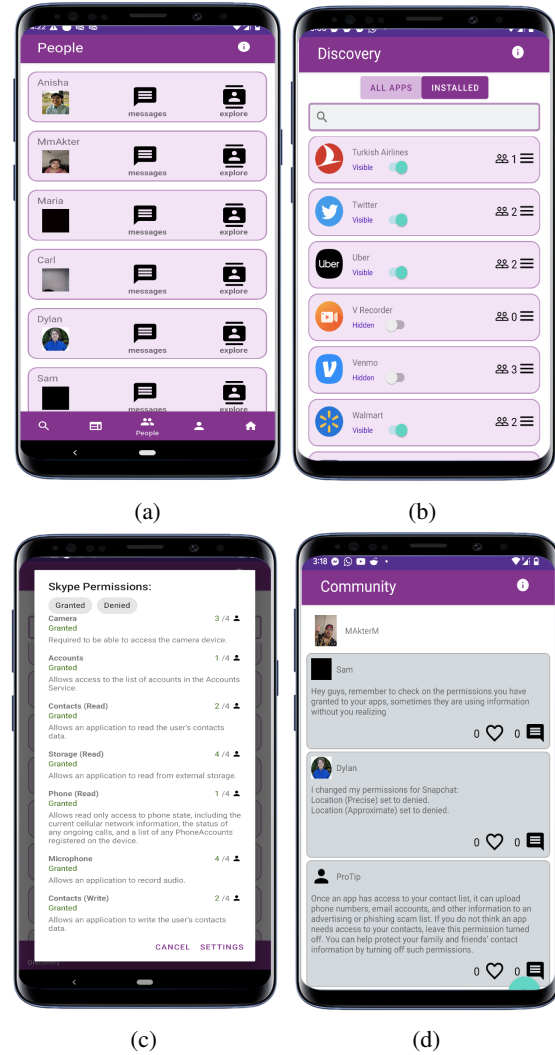 People
Anisha
messages
explore
MmAkter
messages
explore
Maria
messages
explore
Carl
messages
explore
Dylan
messages
explore
Sam
messages
explore
People
(a)
Discovery
ALL APPS
INSTALLED
Turkish Airlines
Visible
1
Twitter
Visible
2
Uber
Uber
Visible
2
V Recorder
Hidden
0
Venmo
Hidden
3
Walmart
Visible
2
(b)
Skype Permissions:
Granted
Denied
Camera
3 /4
Granted
Required to be able to access the camera device.
Accounts
1 /4
Granted
Allows access to the list of accounts in the Accounts
Service.
Contacts (Read)
2 /4
Granted
Allows an application to read the user's contacts
data.
Storage (Read)
4 /4
Granted
Allows an application to read from external storage.
Phone (Read)
1 /4
Granted
Allows read only access to phone state, including the
current cellular network information, the status of
any ongoing calls, and a list of any PhoneAccounts
registered on the device.
Microphone
4 /4
Granted
Allows an application to record audio.
Contacts (Write)
2 /4
Granted
Allows an application to write the user's contacts
data.
CANCEL
SETTINGS
Discovery
(c)
3:18
Community
MAkterM
Sam
Hey guys, remember to check on the permissions you have
granted to your apps, sometimes they are using information
without you realizing
0
0
Dylan
I changed my permissions for Snapchat:
Location (Precise) set to denied.
Location (Approximate) set to denied.
0
0
ProTip
Once an app has access to your contact list, it can upload
phone numbers, email accounts, and other information to an
advertising or phishing scam list. If you do not think an app
needs access to your contacts, leave this permission turned
off. You can help protect your family and friends' contact
information by turning off such permissions.
0
0
(d)